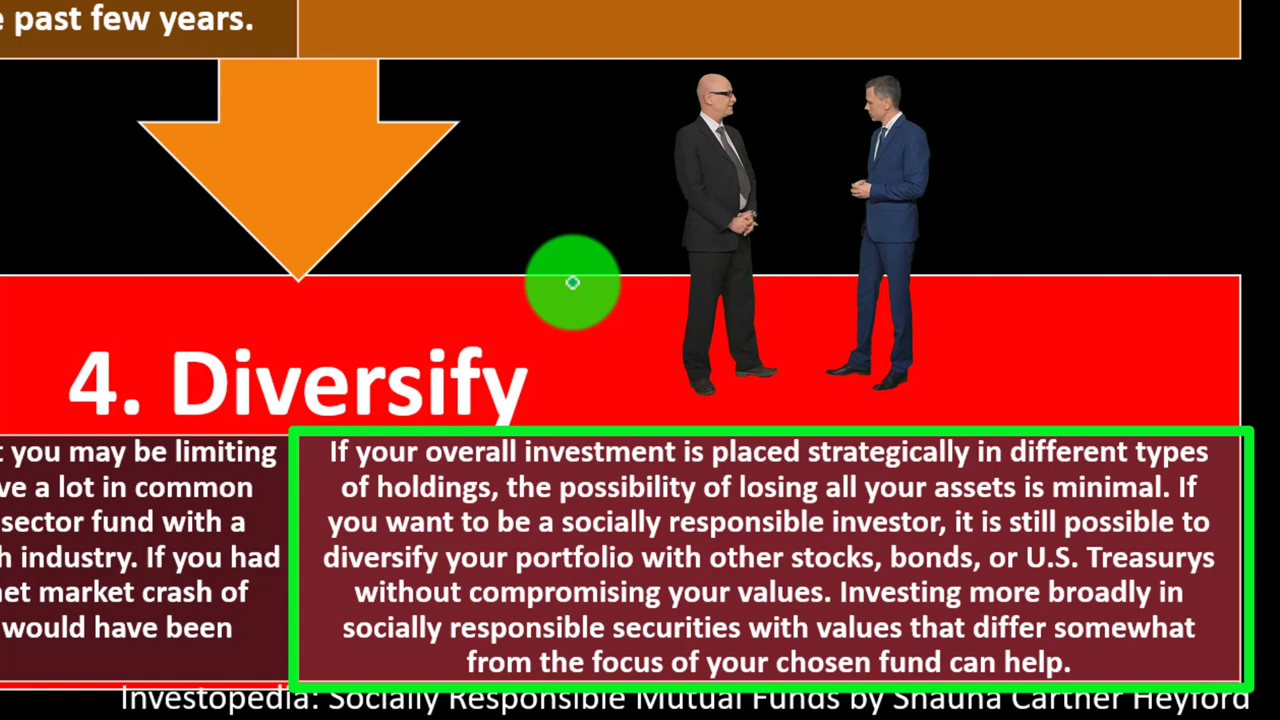 past few years.
4. Diversify
you may be limiting
a lot in common
sector fund with a
industry. If you had
market crash of
would have been
If your overall investment is placed strategically in different types
of holdings, the possibility of losing all your assets is minimal. If
you want to be a socially responsible investor, it is still possible to
diversify your portfolio with other stocks, bonds, or U.S. Treasurys
without compromising your values. Investing more broadly in
socially responsible securities with values that differ somewhat
from the focus of your chosen fund can help.
Investopedia: Socially Responsible Mutual Funds by Shauna Carther Heyford